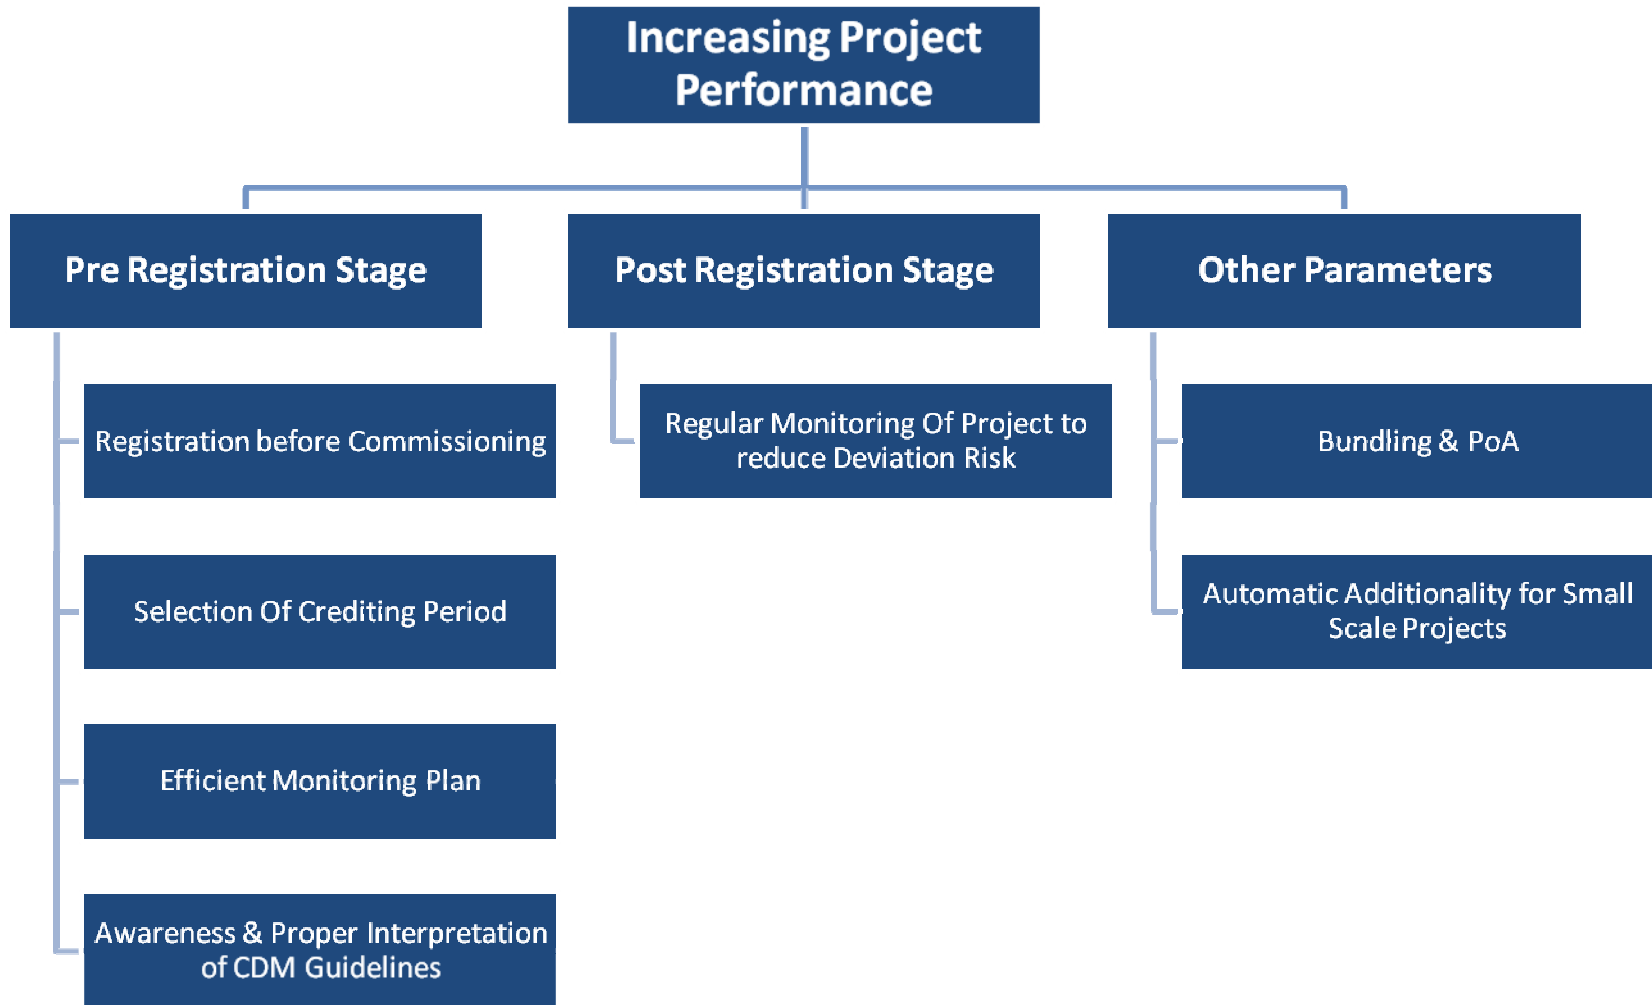 Increasing Project
Performance
Pre Registration Stage
Post Registration Stage
Other Parameters
Registration before Commissioning
Regular Monitoring Of Project to
reduce Deviation Risk
Bundling & PoA
Selection Of Crediting Period
Automatic Additionality for Small
Scale Projects
Efficient Monitoring Plan
Awareness & Proper Interpretation
of CDM Guidelines